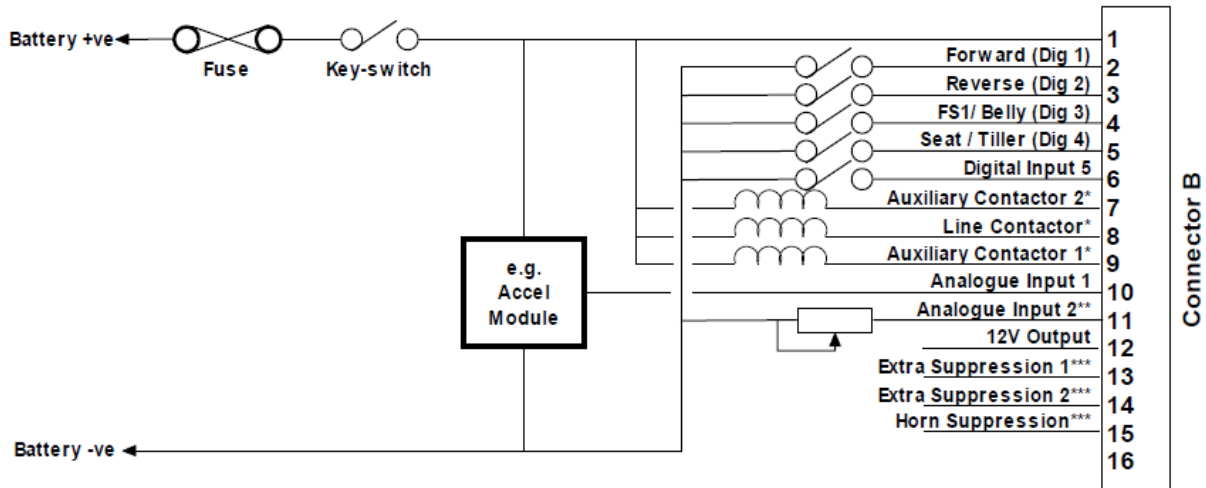 Battery +ve
Fuse
Key-switch
1
Forward (Dig 1)
2
Reverse (Dig 2)
3
FS1/ Belly (Dig 3)
4
Seat / Tiller (Dig 4)
5
Digital Input 5
6
Auxiliary Contactor 2*
7
Line Contactor*
8
Auxiliary Contactor 1*
9
e.g.
Accel
Module
Analogue Input 1
10
Analogue Input 2**
11
12V Output
12
Extra Suppression 1***
13
Extra Suppression 2***
14
Horn Suppression***
15
16
Battery -ve
Connector B